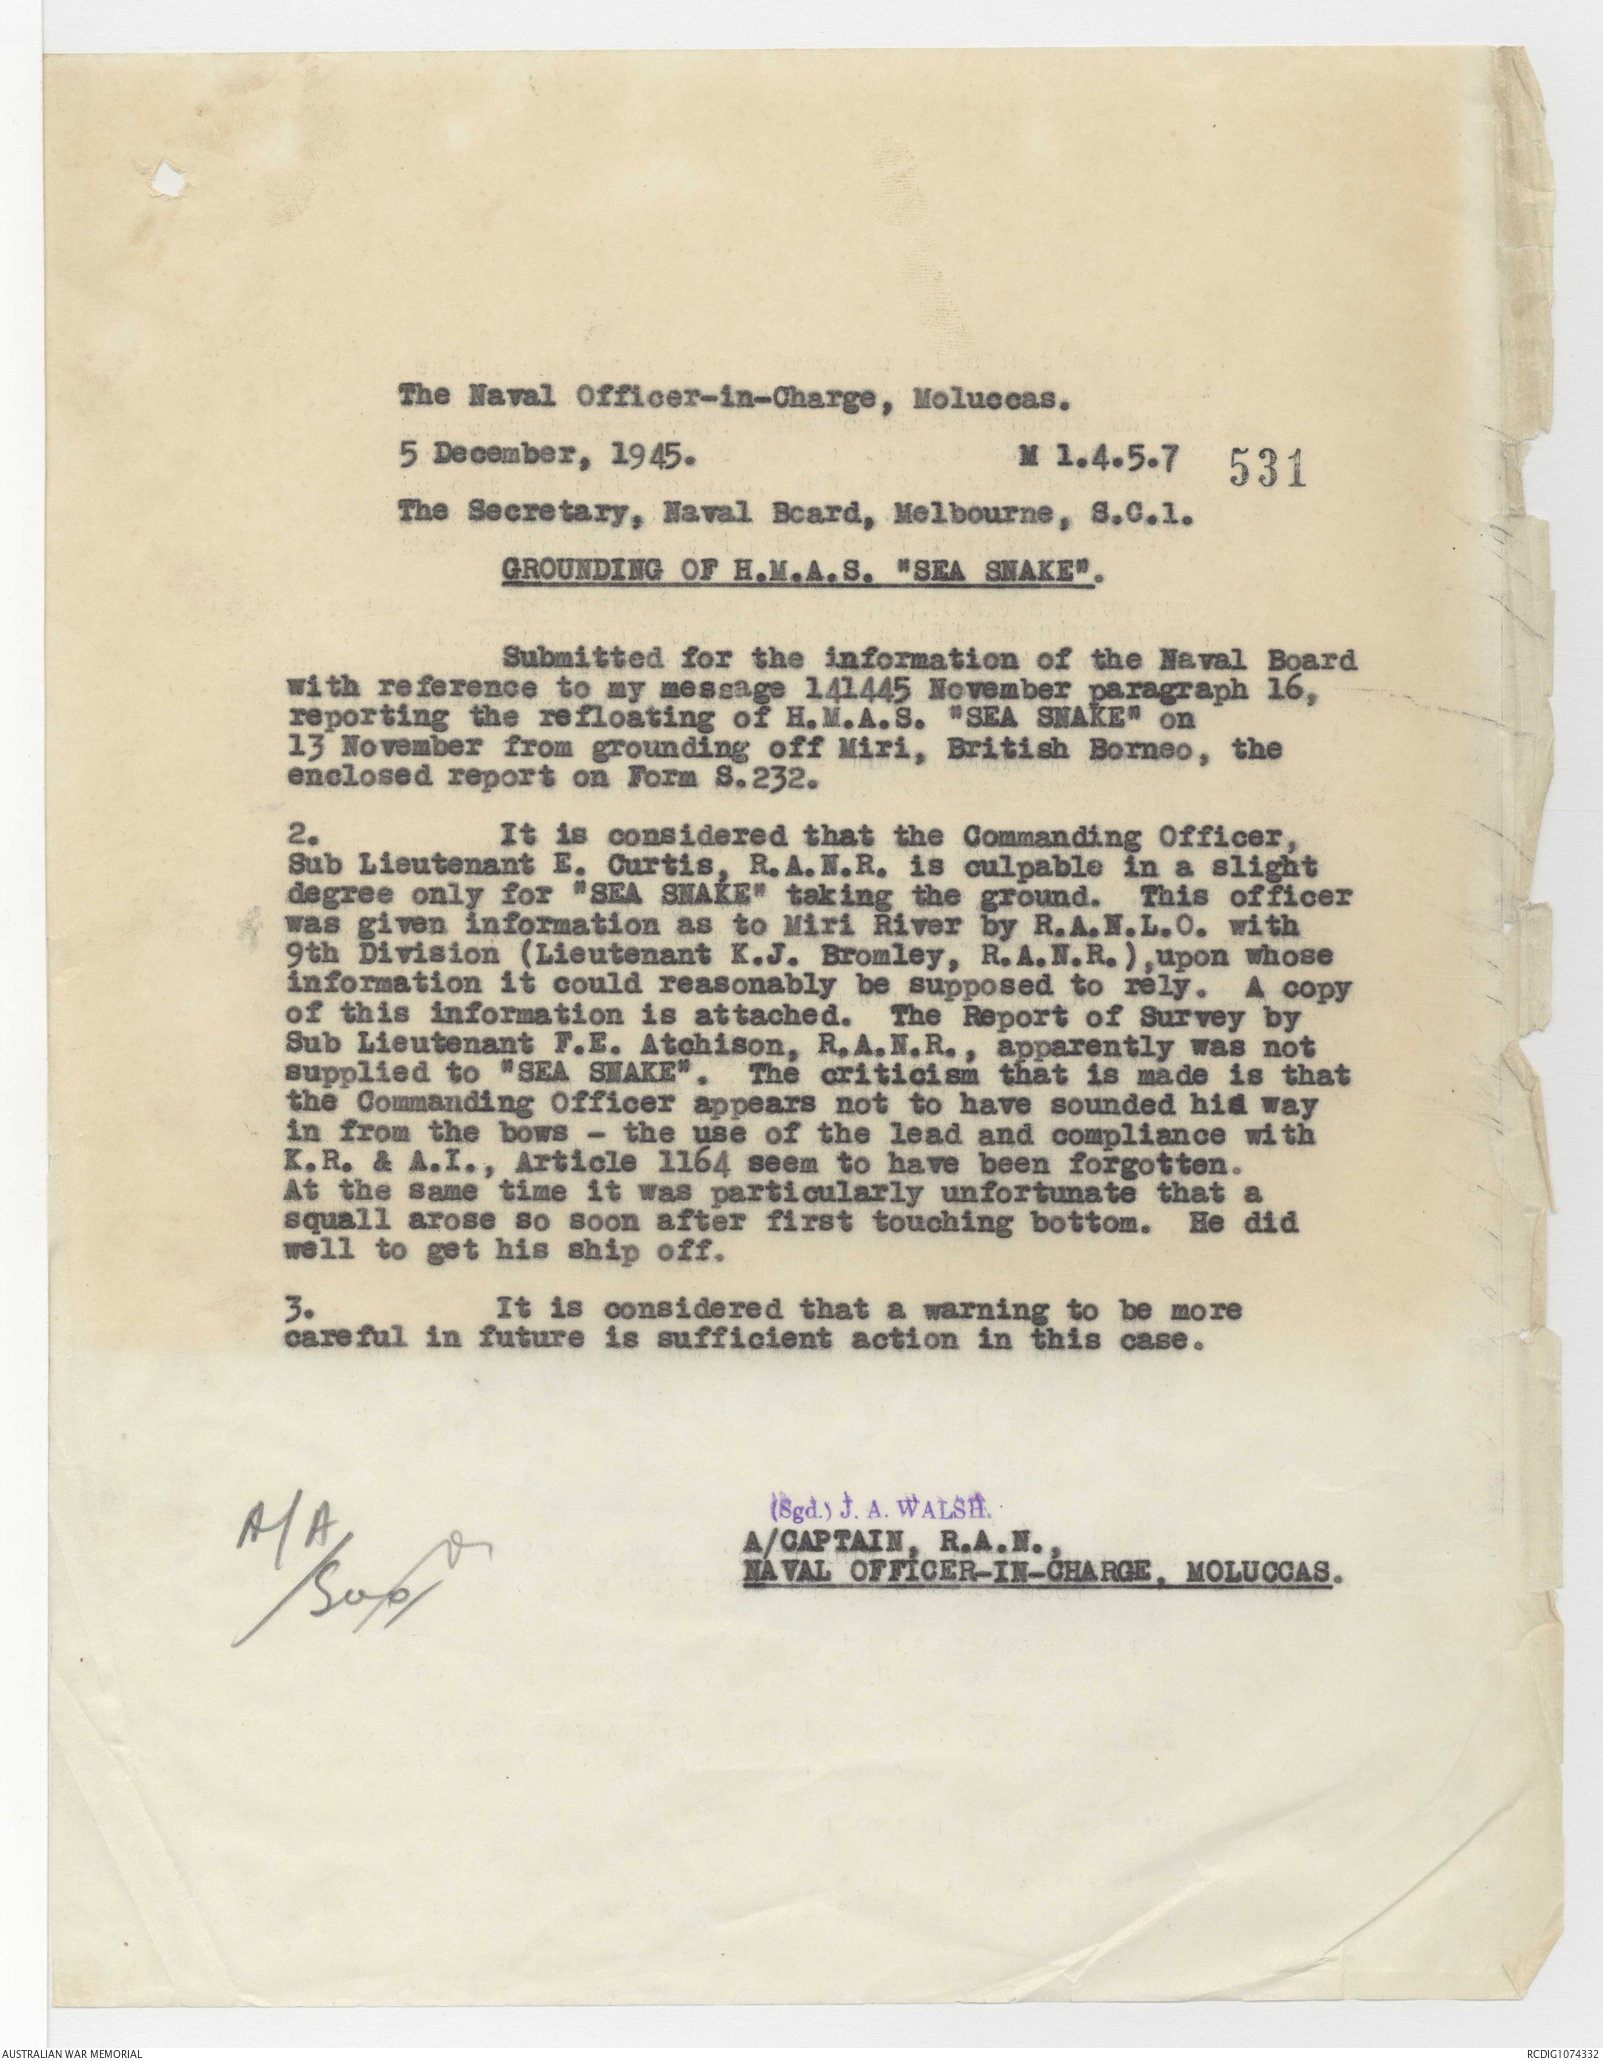 The Naval Officer-in-Charge, Moluccas.
5 December, 1945. M 1.4.5.7 531
The Secretary, Naval Board, Melbourne, S.C.1.
GROUNDING OF H.M.A.S. "SEA SNAKE".
Submitted for the information of the Naval Board
with reference to my message 141445 November paragraph 16,
reporting the refloating of H.M.A.S. "SEA SNAKE" on
13 November from grounding off Miri, British Borneo, the
enclosed report on Form S.232.
2. It is considered that the Commanding Officer,
Sub Lieutenant E. Curtis, R.A.N.R. is culpable in a slight
degree only for "SEA SNAKE" taking the ground. This officer
was given information as to Miri River by R.A.N.L.O. with
9th Division (Lieutenant K.J. Bromley, R.A.N.R.),upon whose
information it could reasonably be supposed to rely. A copy
of this information is attached. The Report of Survey by
Sub Lieutenant F.E. Atchison, R.A.N.R., apparently was not
supplied to "SEA SNAKE". The criticism that is made is that
the Commanding Officer appears not to have sounded his way
in from the bows - the use of the lead and compliance with
K.R. & A.I., Article 1164 seem to have been forgotten.
At the same time it was particularly unfortunate that a
squall arose so soon after first touching bottom. He did
well to get his ship off.
3. It is considered that a warning to be more
careful in future is sufficient action in this case.
(Sgd.) J. A. WALSH.
A/CAPTAIN, R.A.N.,
NAVAL OFFICER-IN-CHARGE, MOLUCCAS.
A/A
AUSTRALIAN WAR MEMORIAL
RCDIG1074332